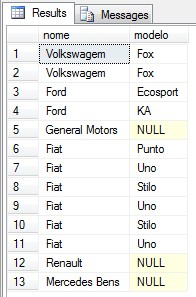 Results Messages
nome modelo
1 Volkswagem Fox
2 Volkswagem Fox
3 Ford Ecosport
4 Ford KA
5 General Motors NULL
6 Fiat Punto
7 Fiat Uno
8 Fiat Stilo
9 Fiat Uno
10 Fiat Stilo
11 Fiat Uno
12 Renault NULL
13 Mercedes Bens NULL